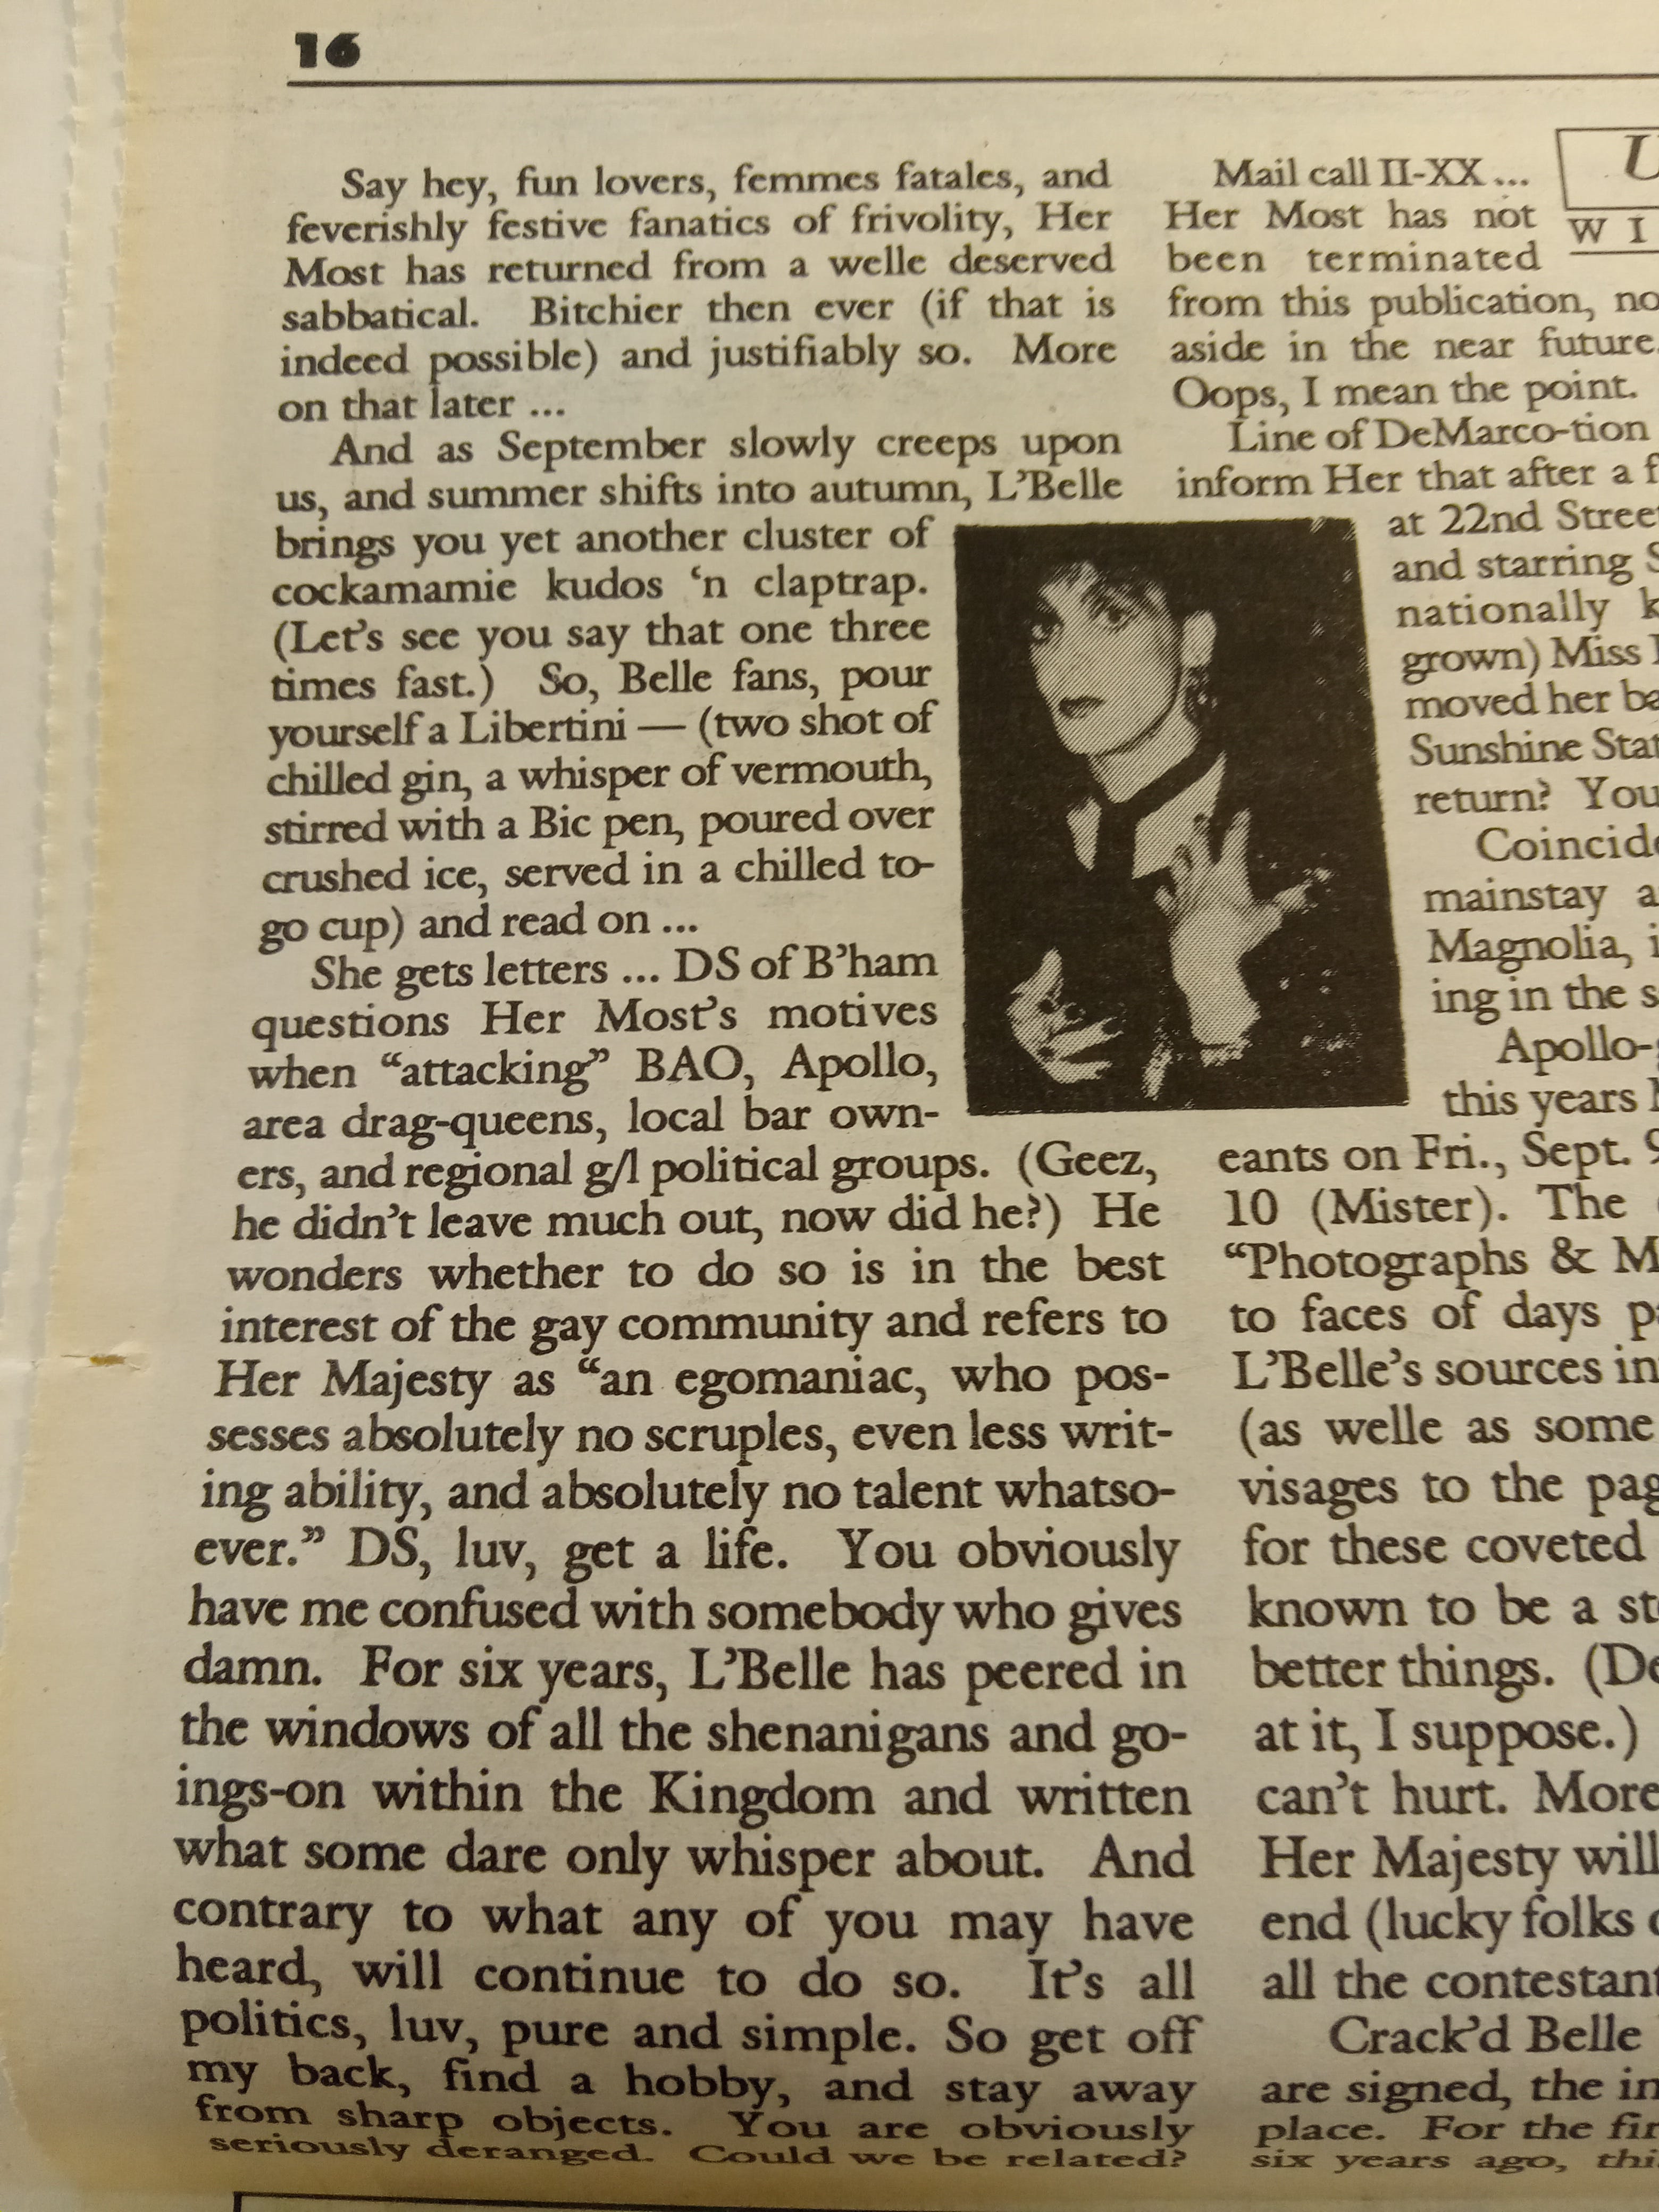 16
Say hey, fun lovers, femmes fatales, and
feverishly festive fanatics of frivolity, Her
Most has returned from a welle deserved
sabbatical. Bitchier then ever (if that is
indeed possible) and justifiably so. More
on that later ...
And as September slowly creeps upon
us, and summer shifts into autumn, L'Belle
brings you yet another cluster of
cockamamie kudos 'n claptrap.
(Let's see you say that one three
times fast.) So, Belle fans, pour
yourself a Libertini — (two shot of
chilled gin, a whisper of vermouth,
stirred with a Bic pen, poured over
crushed ice, served in a chilled to-
go cup) and read on ...
She gets letters ... DS of B'ham
questions Her Most's motives
when “attacking” BAO, Apollo,
area drag-queens, local bar own-
ers, and regional g/l political groups. (Geez,
he didn't leave much out, now did he?) He
wonders whether to do so is in the best
interest of the gay community and refers to
Her Majesty as “an egomaniac, who pos-
sesses absolutely no scruples, even less writ-
ing ability, and absolutely no talent whatso-
ever.” DS, luv, get a life. You obviously
have me confused with somebody who gives
damn. For six years, L'Belle has peered in
the windows of all the shenanigans and go-
ings-on within the Kingdom and written
what some dare only whisper about. And
contrary to what any of you may have
heard, will continue to do so. It's all
politics, luv, pure and simple. So get off
my back, find a hobby, and stay away
from sharp objects. You are obviously
seriously deranged. Could we be related?
Mail call II-XX ...
Her Most has not
been terminated
from this publication, no
aside in the near future.
Oops, I mean the point.
Line of DeMarco-tion
inform Her that after a
at 22nd Street
and starring
nationally
grown) Miss
moved her
Sunshine
return? You
mainstay
Magnolia,
ing in the
Apollo-
this years
eants on Fri., Sept. 9
10 (Mister). The
“Photographs &
to faces of days
L'Belle's sources in
(as welle as some
visages to the
for these coveted
known to be a
better things.
at it, I suppose.)
can't hurt. More
Her Majesty will
end (lucky folks
all the
Crack'd Belle
are signed, the
place. For the
six years ago,
U
W I